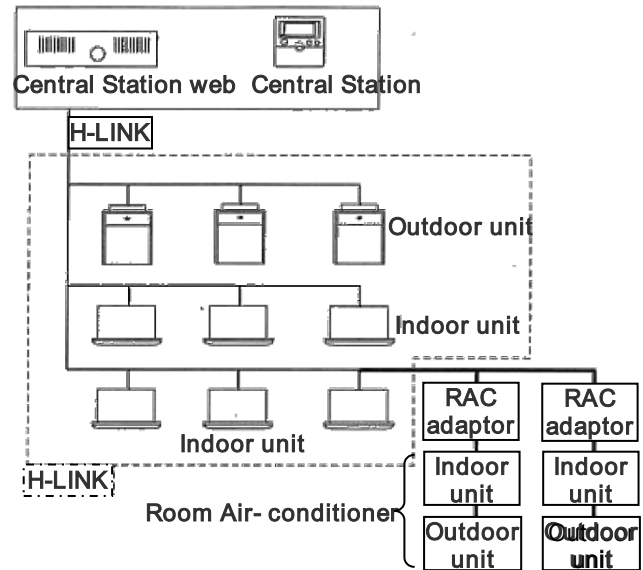 Central Station web Central Station
H-LINK
Outdoor unit
Indoor unit
RAC
adaptor
RAC
adaptor
Indoor unit
Indoor
unit
Indoor
unit
H-LINK
Room Air- conditioner
Outdoor
unit
Outdoor
unit